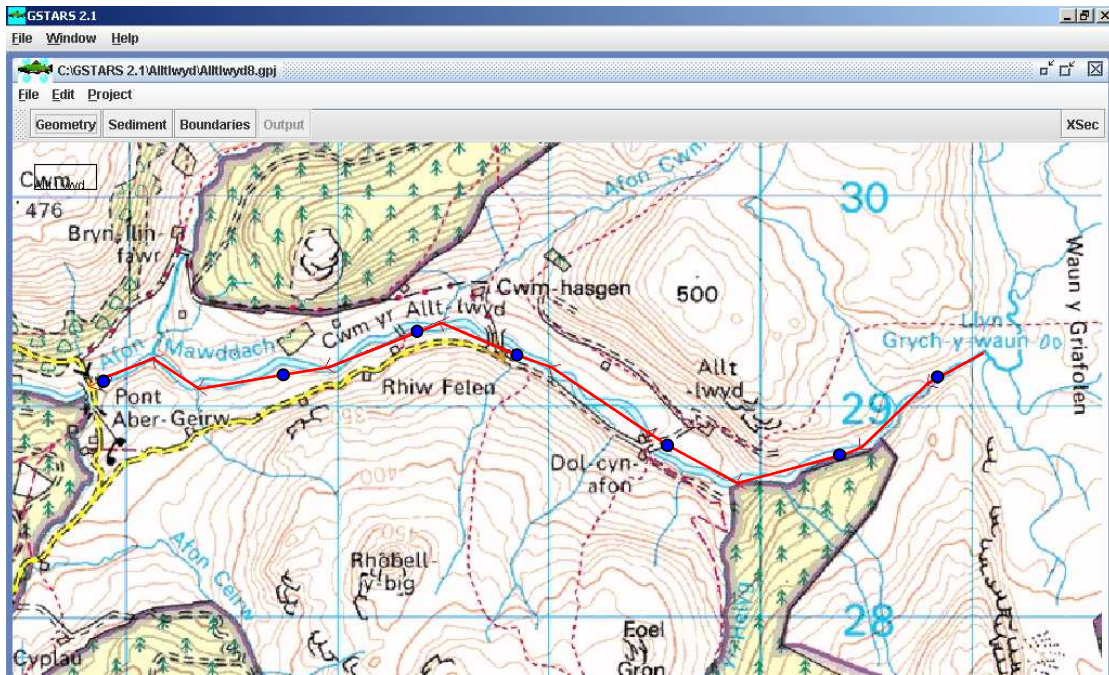 GSTARS 2.1
File Window Help
C:\GSTARS 2.1\Alltlwyd\Alltlwyd8.gpj
File Edit Project
Geometry Sediment Boundaries Output XSec
Cwm
476
Bryn-llin-
fawr
Afon Cwm
30
Cwm-hasgen
500
Allt-lwyd
Cwm yr
Afon Mawddach
Llyn
Grych-y-waun
Waun y Griafolen
Rhiw Felen
Allt
-lwyd
Pont
Aber-Geirw
29
Dol-cyn-
afon
400
350
Afon Ceirw
Rhobell-
y-big
28
Foel
Gron
Cyplau